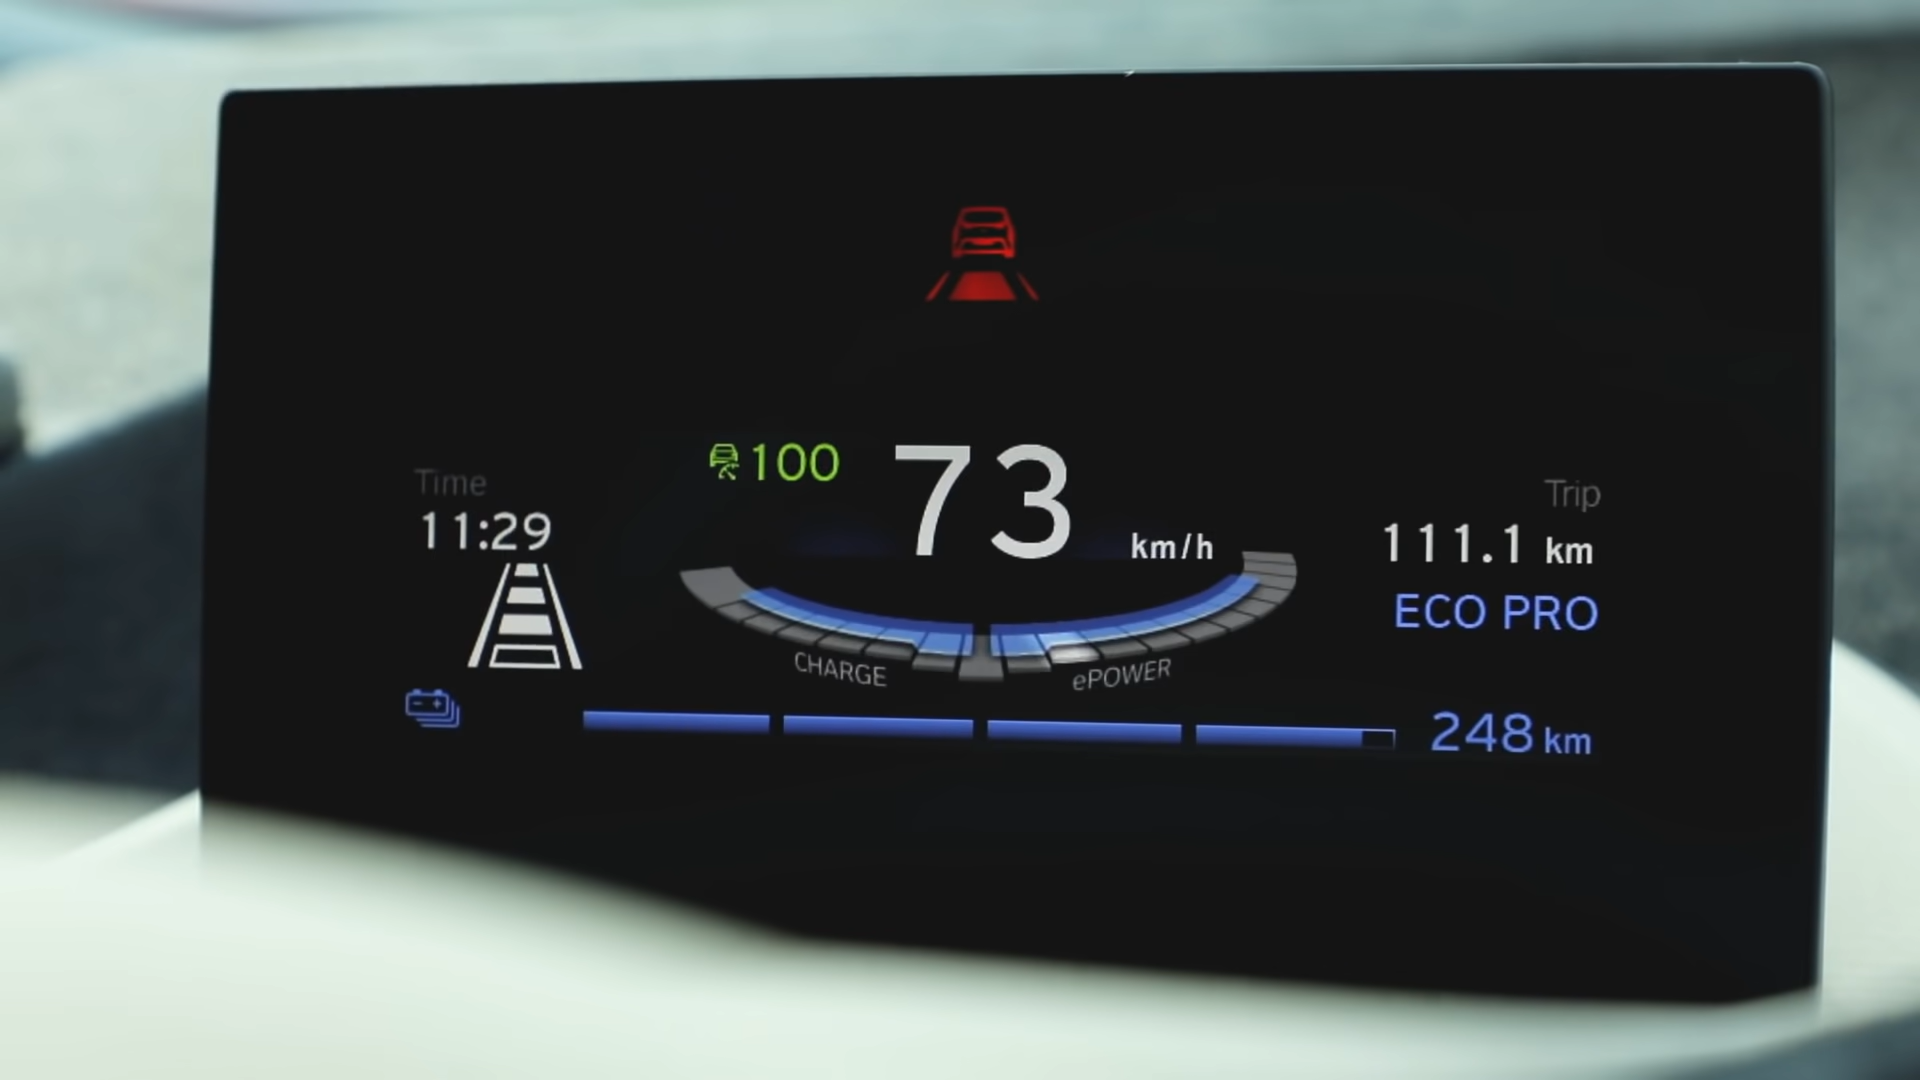 100
73 km/h
Time
11:29
Trip
111.1 km
ECO PRO
CHARGE
ePOWER
248 km